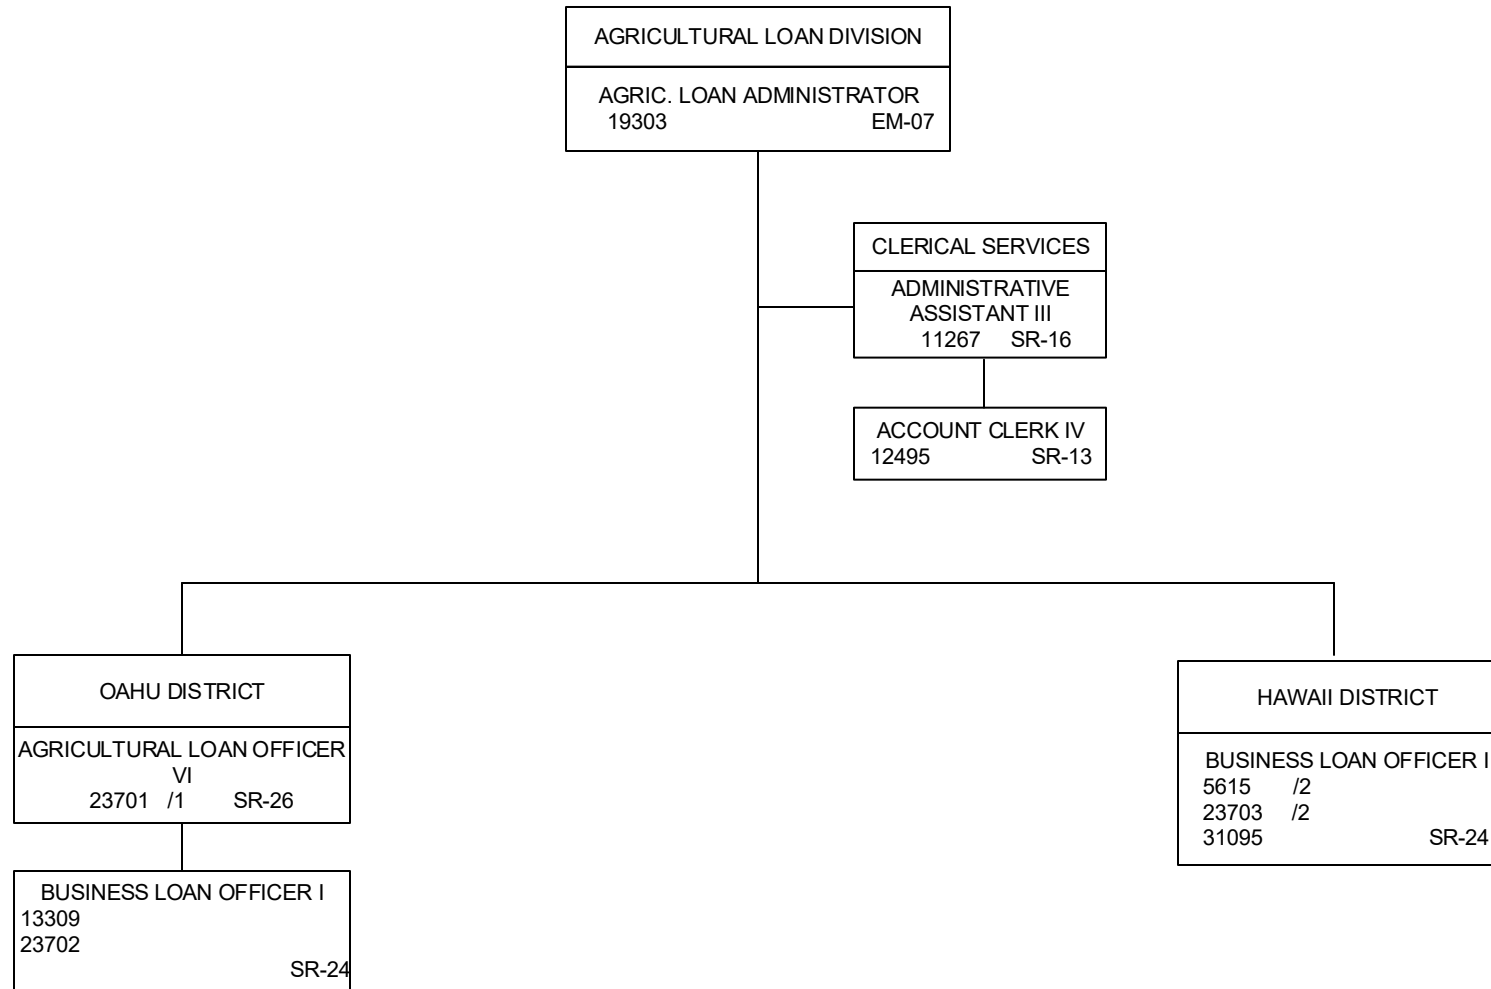 AGRICULTURAL LOAN DIVISION
AGRIC. LOAN ADMINISTRATOR
19303 EM-07
CLERICAL SERVICES
ADMINISTRATIVE
ASSISTANT III
11267 SR-16
ACCOUNT CLERK IV
12495 SR-13
OAHU DISTRICT
AGRICULTURAL LOAN OFFICER
VI
23701 /1 SR-26
BUSINESS LOAN OFFICER I
13309
23702
SR-24
HAWAII DISTRICT
BUSINESS LOAN OFFICER I
5615 /2
23703 /2
31095 SR-24